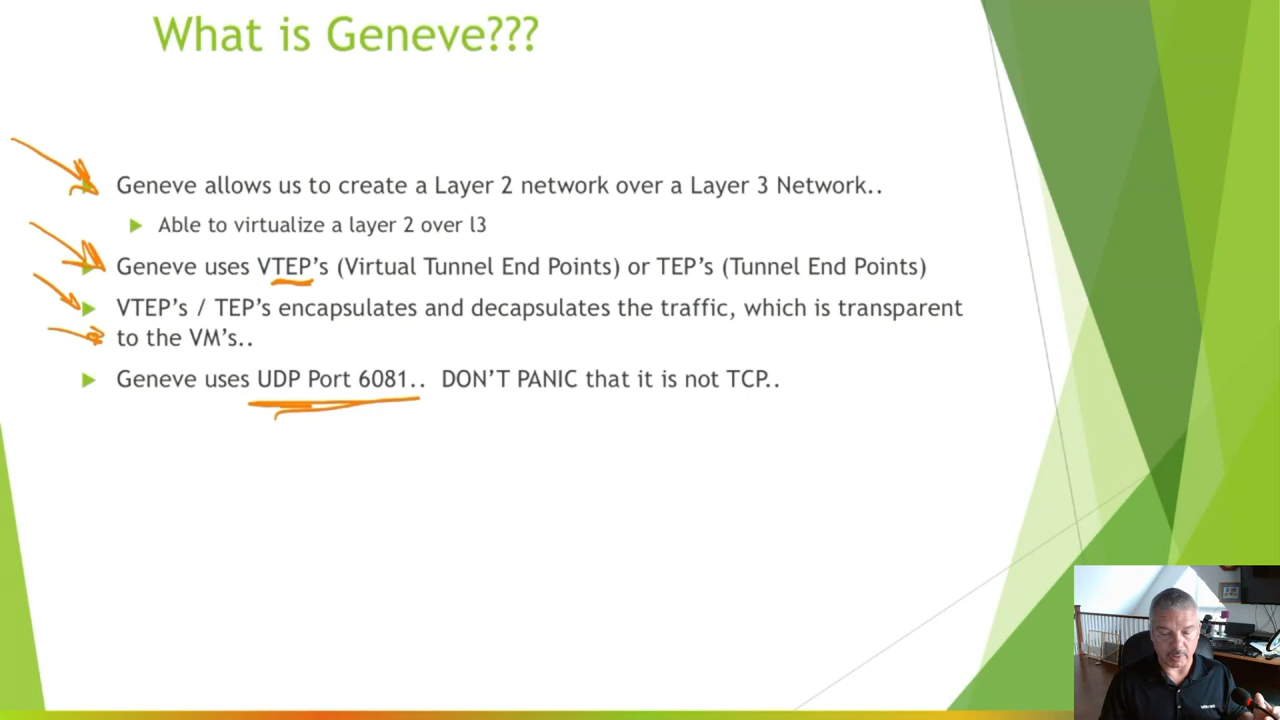 What is Geneve???
Geneve allows us to create a Layer 2 network over a Layer 3 Network..
Able to virtualize a layer 2 over l3
Geneve uses VTEP's (Virtual Tunnel End Points) or TEP's (Tunnel End Points)
VTEP's / TEP's encapsulates and decapsulates the traffic, which is transparent
to the VM's..
Geneve uses UDP Port 6081.. DON'T PANIC that it is not TCP..